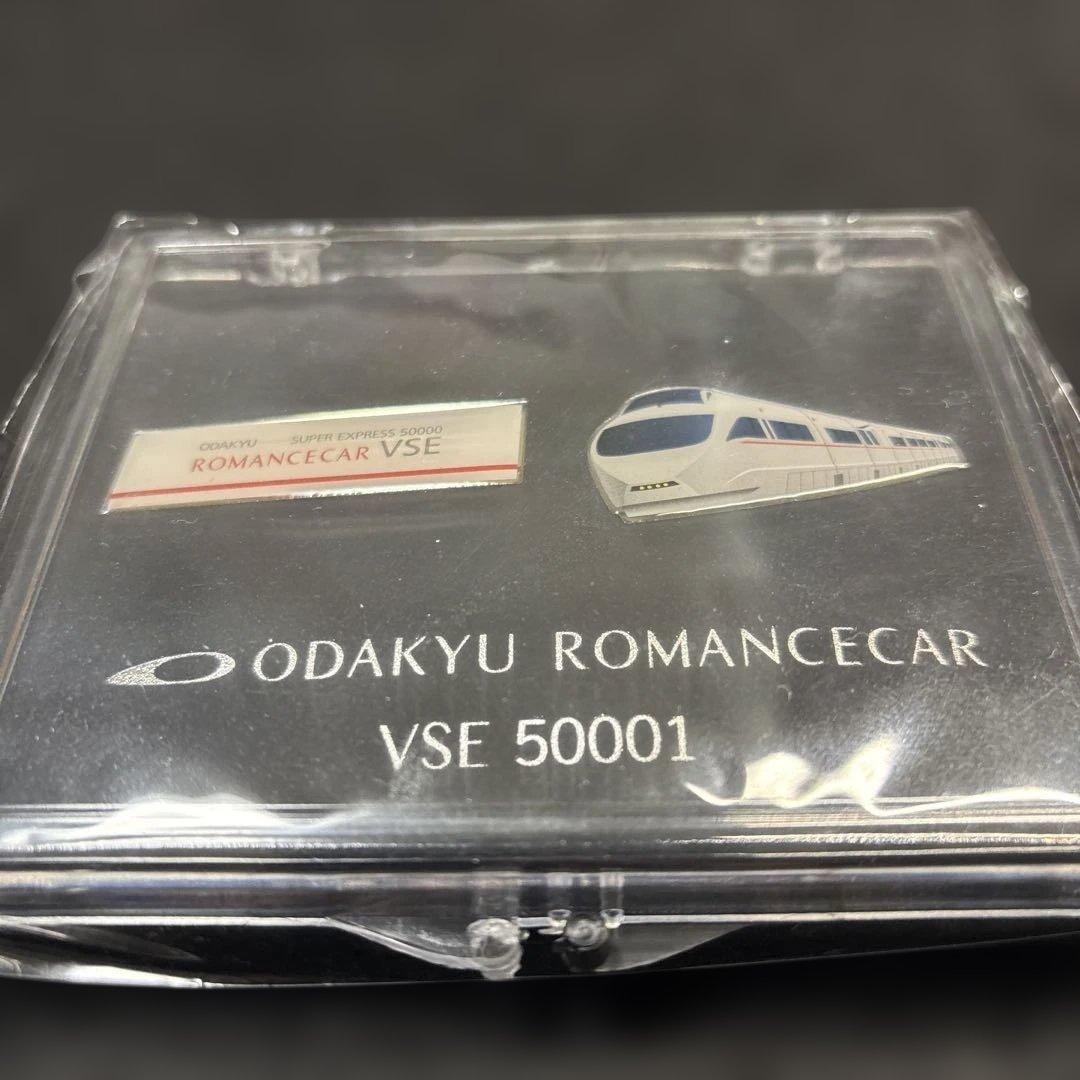 ODAKYU SUPER EXPRESS 50000
ROMANCECAR VSE
ODAKYU ROMANCECAR
VSE 50001